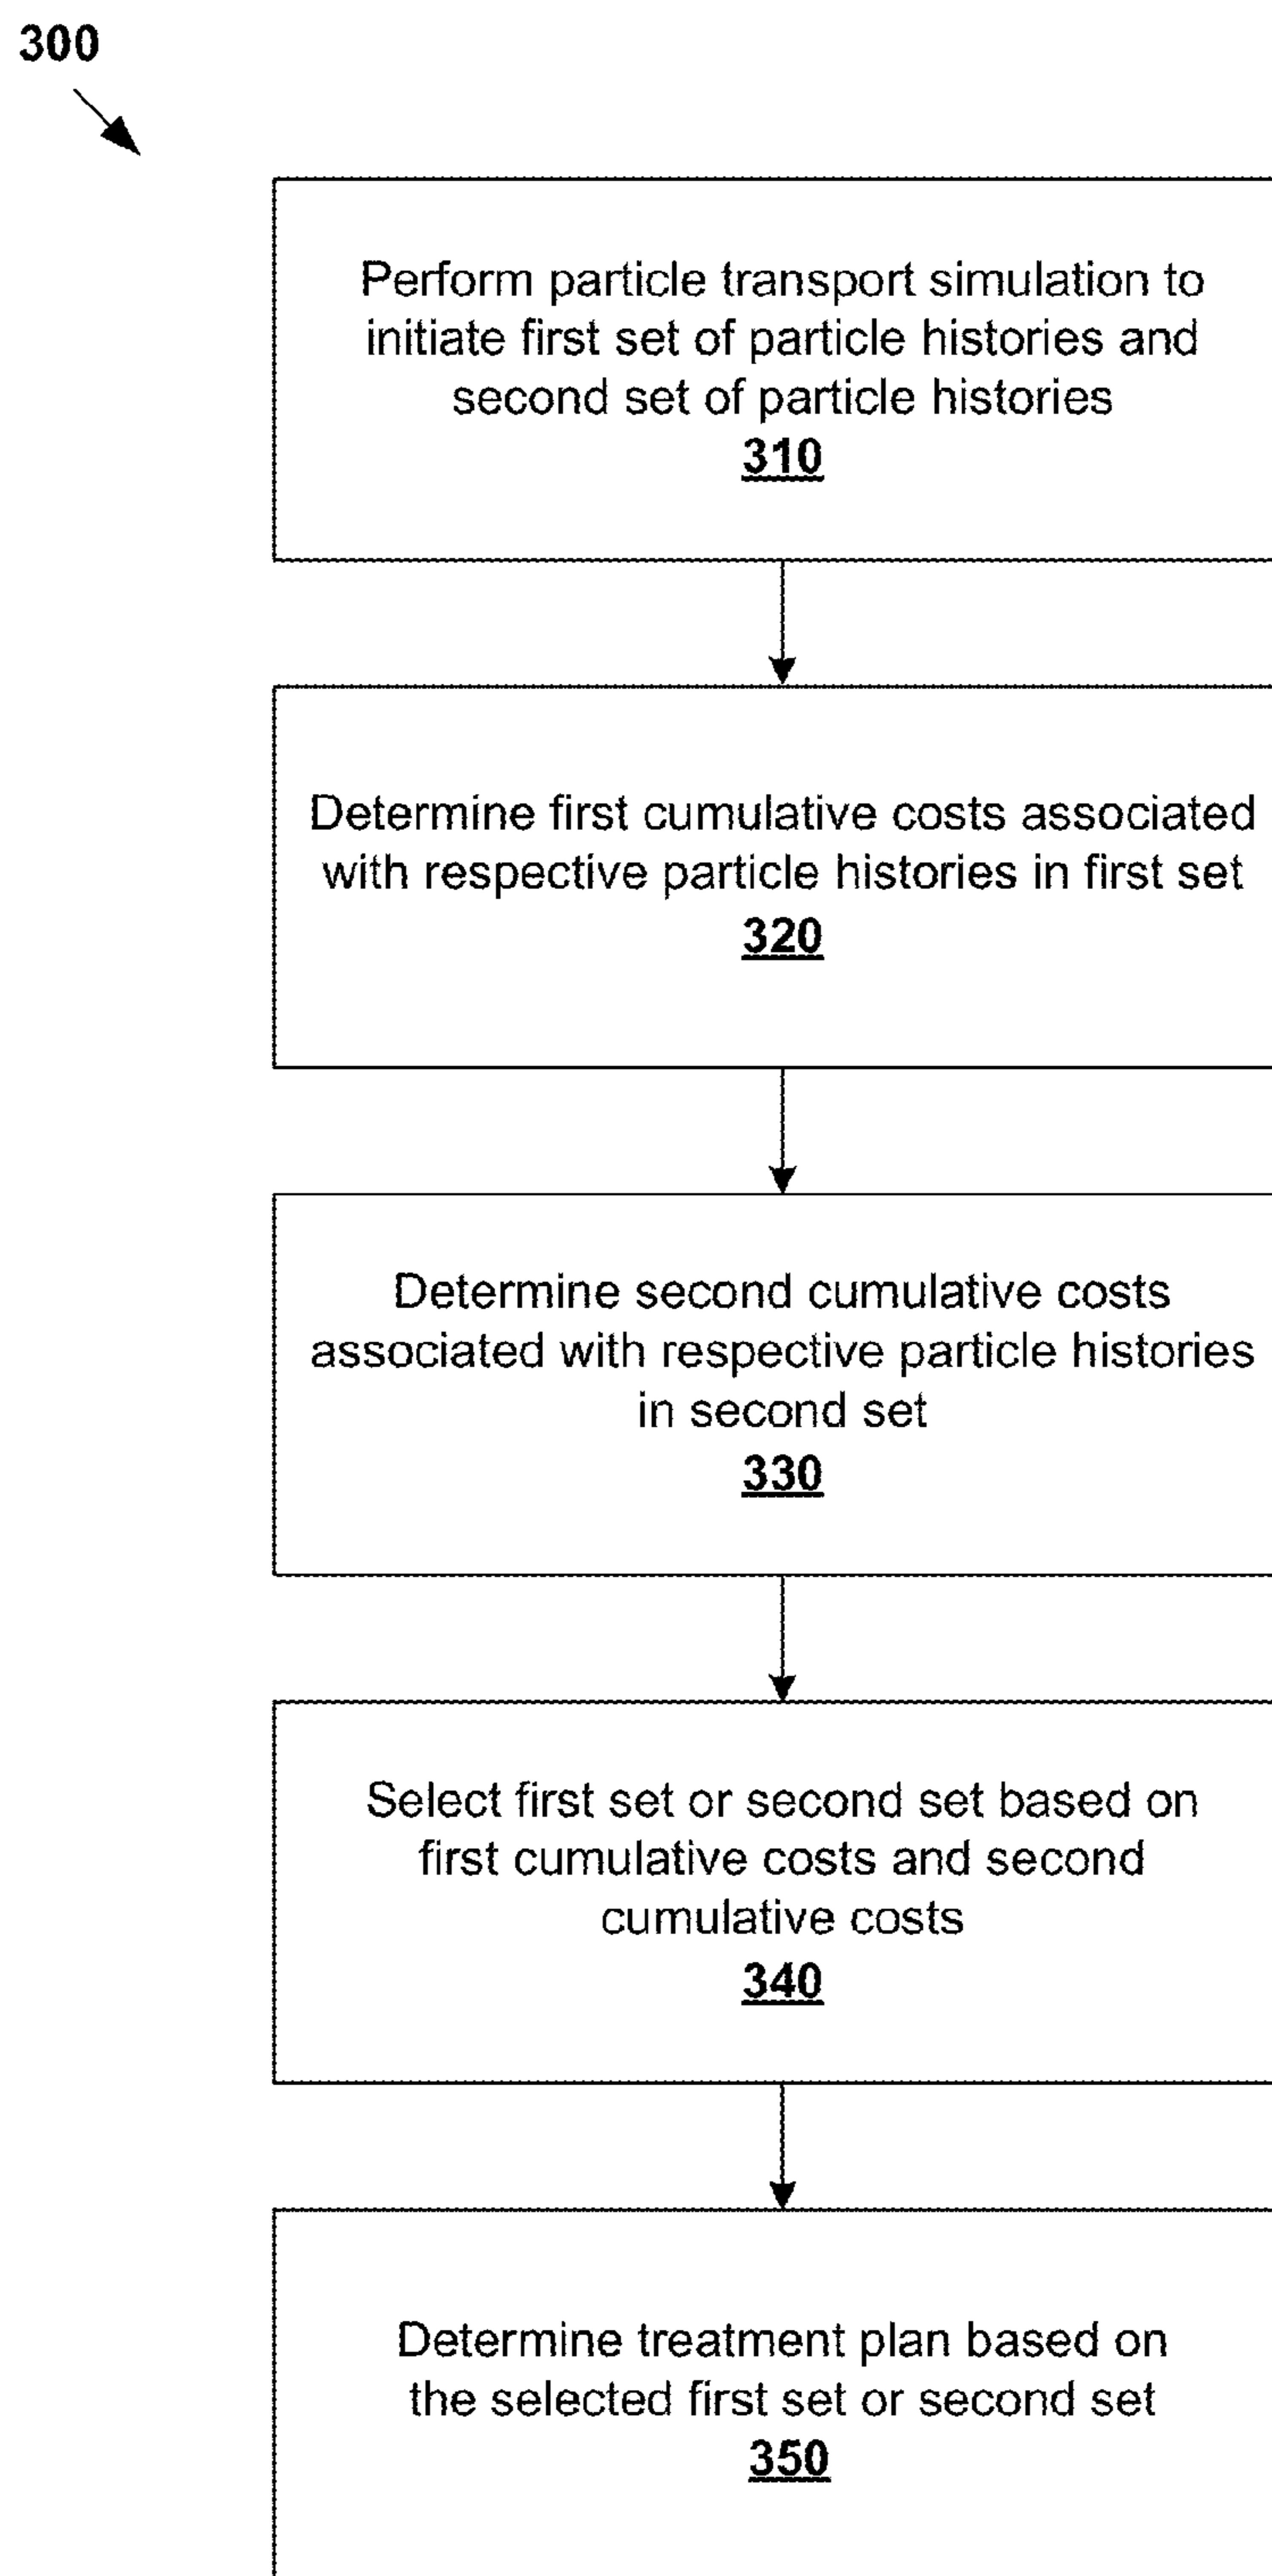 300
Perform particle transport simulation to
initiate first set of particle histories and
second set of particle histories
310
Determine first cumulative costs associated
with respective particle histories in first set
320
Determine second cumulative costs
associated with respective particle histories
in second set
330
Select first set or second set based on
first cumulative costs and second
cumulative costs
340
Determine treatment plan based on
the selected first set or second set
350